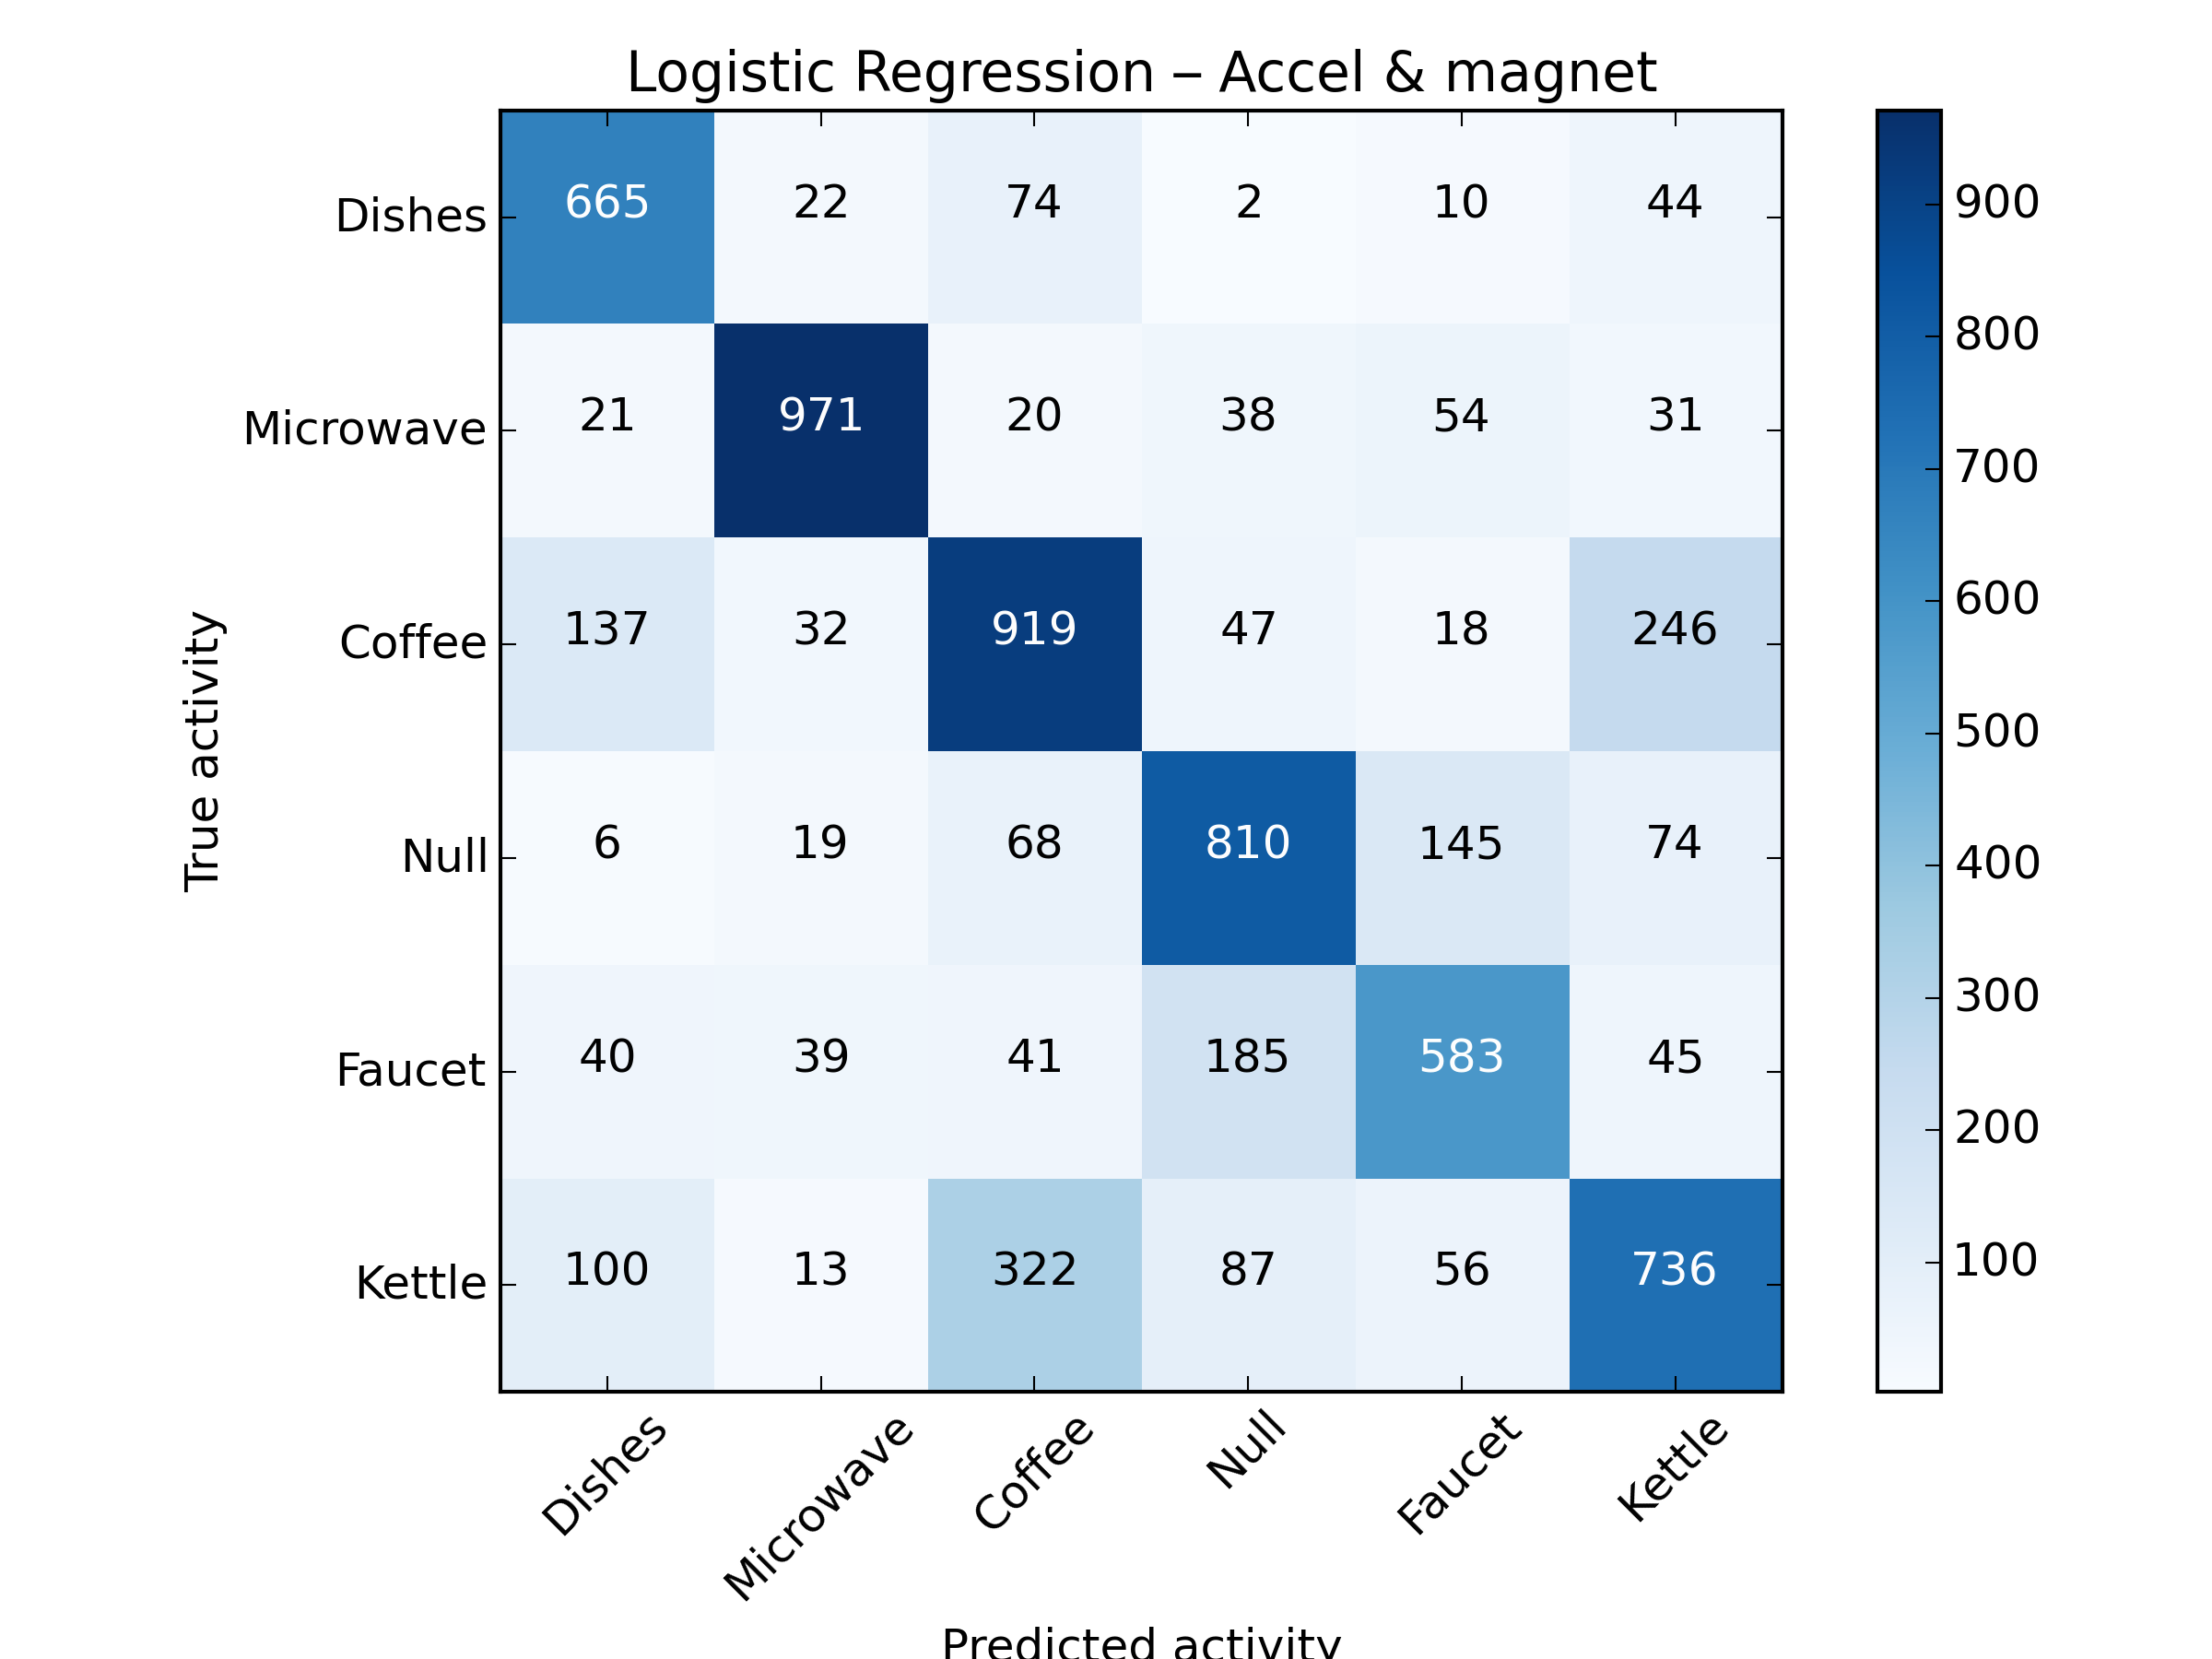 Logistic Regression – Accel & magnet
Dishes 665 22 74 2 10 44
Microwave 21 971 20 38 54 31
Coffee 137 32 919 47 18 246
Null 6 19 68 810 145 74
Faucet 40 39 41 185 583 45
Kettle 100 13 322 87 56 736
True activity
Dishes Microwave Coffee Null Faucet Kettle
Predicted activity
900
800
700
600
500
400
300
200
100